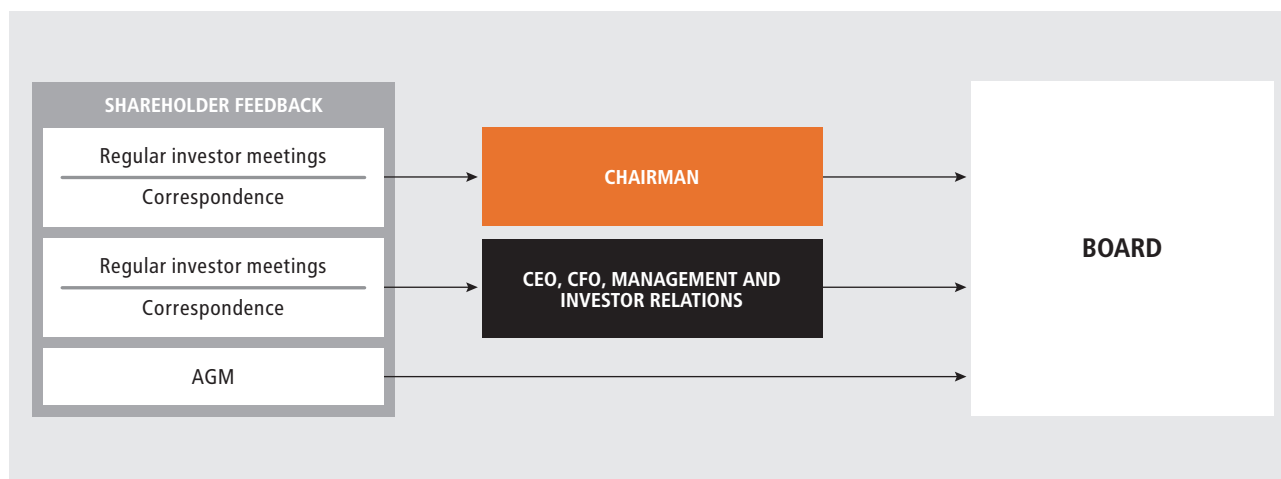 SHAREHOLDER FEEDBACK
Regular investor meetings
Correspondence
CHAIRMAN
Regular investor meetings
Correspondence
CEO, CFO, MANAGEMENT AND
INVESTOR RELATIONS
AGM
BOARD